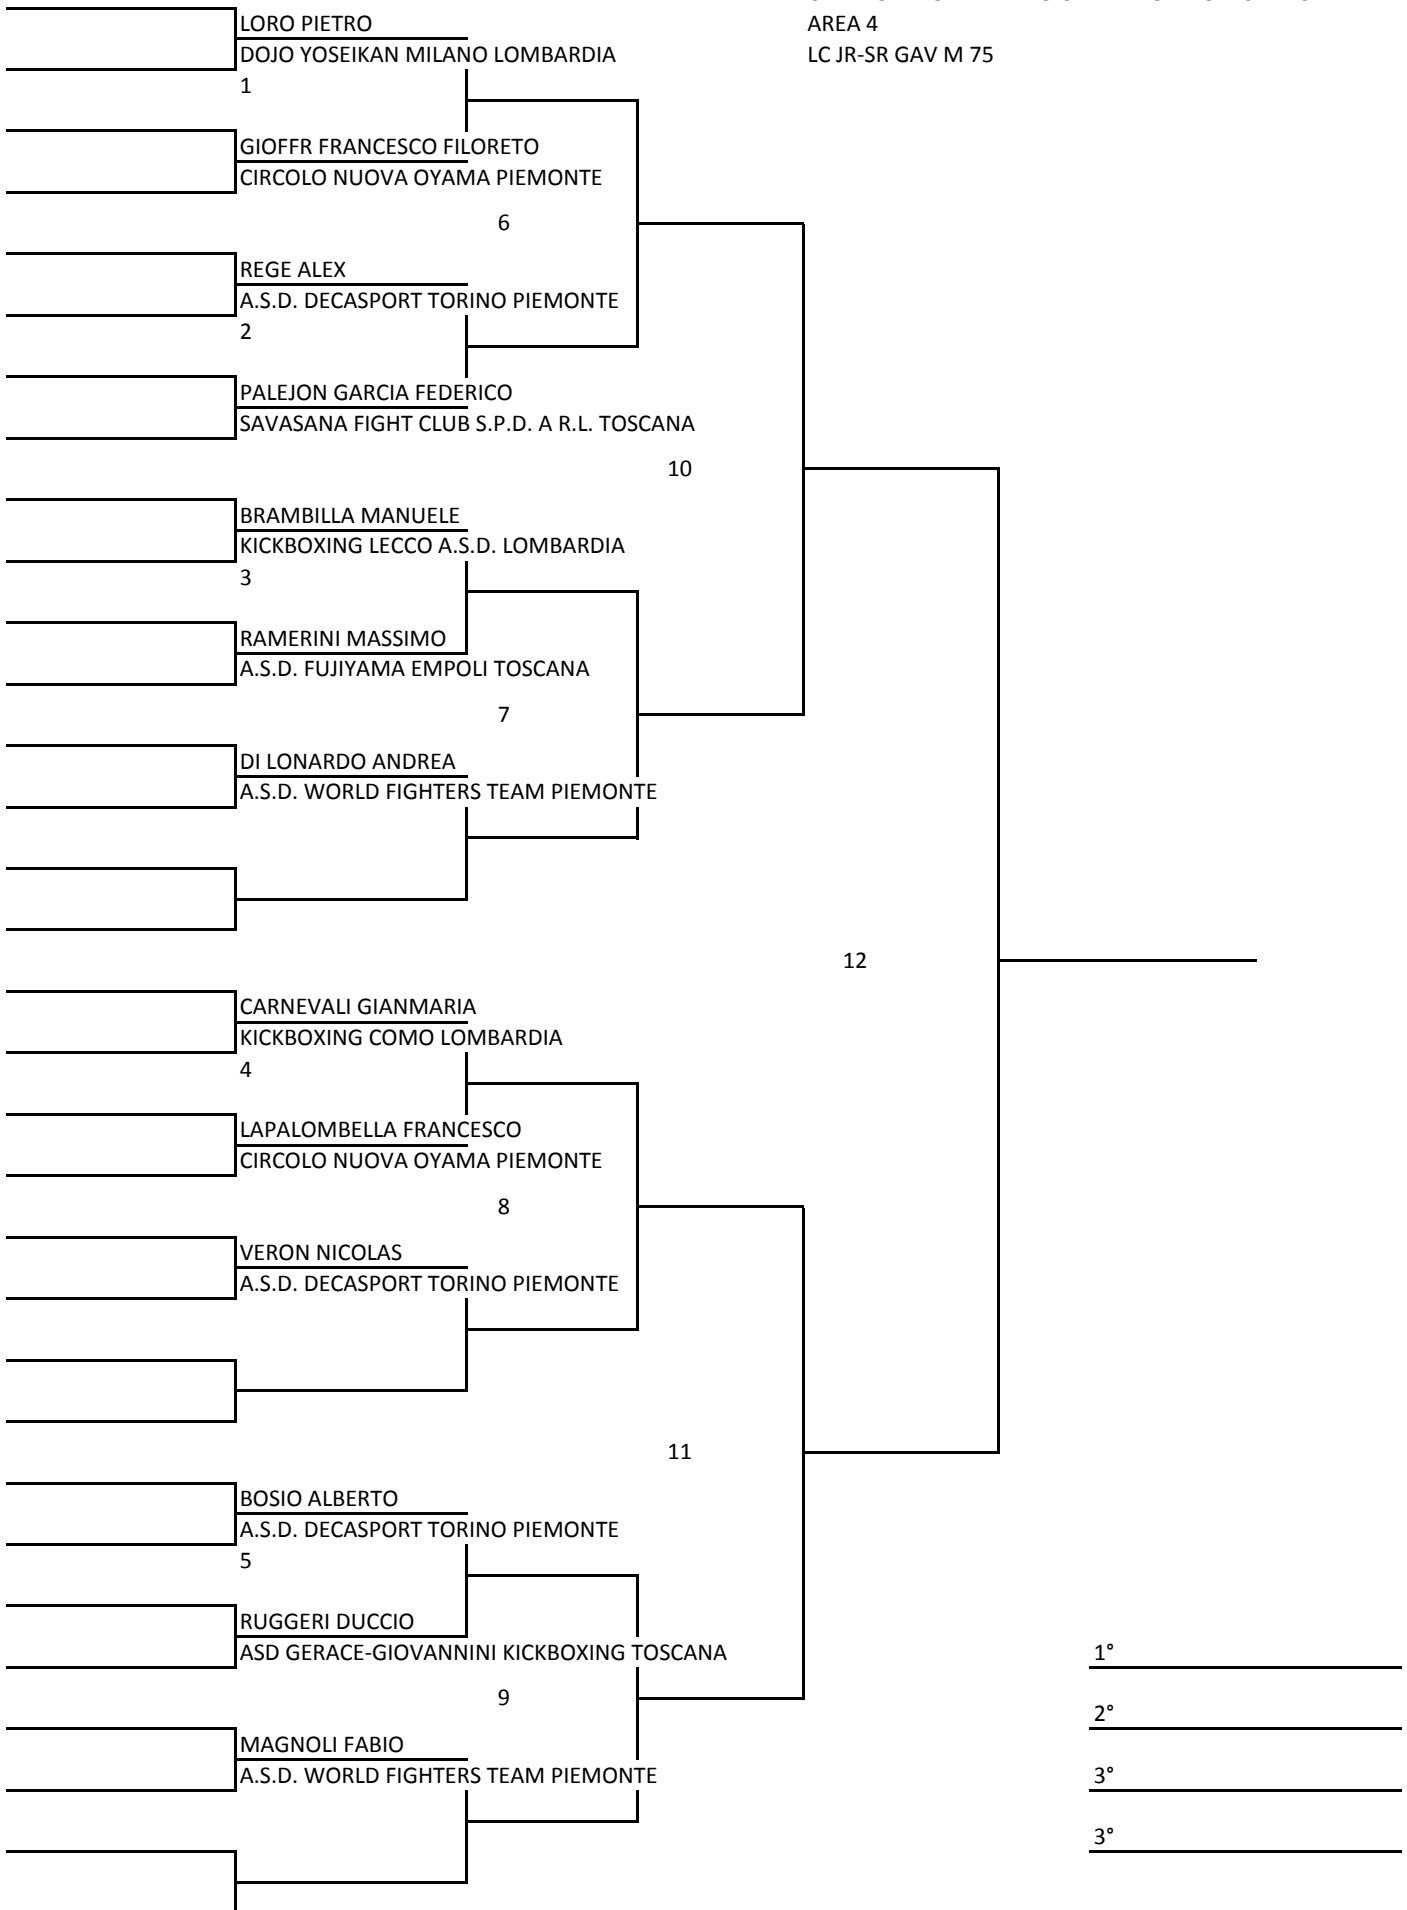 LORO PIETRO
AREA 4
DOJO YOSEIKAN MILANO LOMBARDIA
LC JR-SR GAV M 75
1
GIOFFR FRANCESCO FILORETO
CIRCOLO NUOVA OYAMA PIEMONTE
6
REGE ALEX
A.S.D. DECASPORT TORINO PIEMONTE
2
PALEJON GARCIA FEDERICO
SAVASANA FIGHT CLUB S.P.D. A R.L. TOSCANA
10
BRAMBILLA MANUELE
KICKBOXING LECCO A.S.D. LOMBARDIA
3
RAMERINI MASSIMO
A.S.D. FUJIYAMA EMPOLI TOSCANA
7
DI LONARDO ANDREA
A.S.D. WORLD FIGHTERS TEAM PIEMONTE
12
CARNEVALI GIANMARIA
KICKBOXING COMO LOMBARDIA
4
LAPALOMBELLA FRANCESCO
CIRCOLO NUOVA OYAMA PIEMONTE
8
VERON NICOLAS
A.S.D. DECASPORT TORINO PIEMONTE
11
BOSIO ALBERTO
A.S.D. DECASPORT TORINO PIEMONTE
5
RUGGERI DUCCIO
ASD GERACE-GIOVANNINI KICKBOXING TOSCANA
1°
9
2°
MAGNOLI FABIO
A.S.D. WORLD FIGHTERS TEAM PIEMONTE
3°
3°